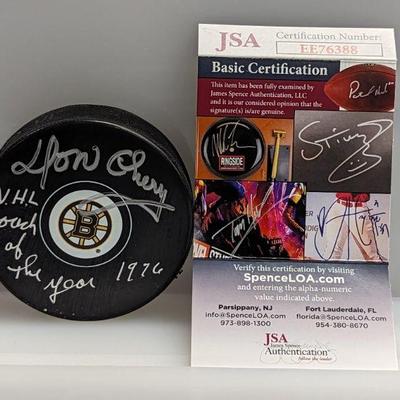 Don Cherry
NHL
Coach
of
the
year 1976
B
JSA
Certification Number:
EE76388
Basic Certification
This item has been fully examined by
James Spence Authentication, LLC
and it is our considered opinion that the
signature(s) is/are genuine.
RINGSIDE
Verify this certification by visiting
SpenceLOA.com
and entering the alpha-numeric
value indicated above.
Parsippany, NJ
info@SpenceLOA.com
973-898-1300
Fort Lauderdale, FL
florida@SpenceLOA.com
954-380-8670
JSA
James Spence
Authentication